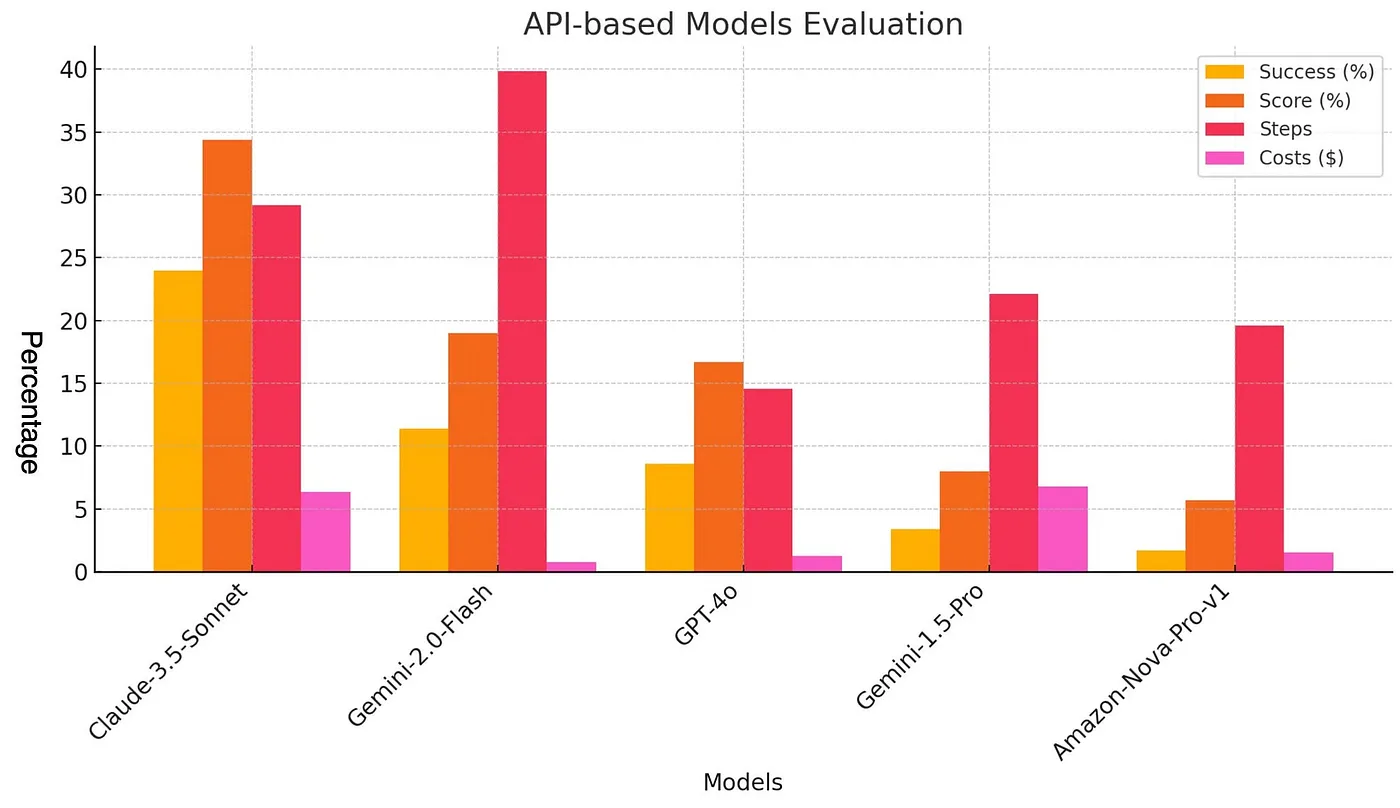 API-based Models Evaluation
Success (%)
Score (%)
Steps
Costs ($)
Percentage
40
35
30
25
20
15
10
5
0
Claude-3.5-Sonnet
Gemini-2.0-Flash
GPT-4o
Gemini-1.5-Pro
Amazon-Nova-Pro-v1
Models